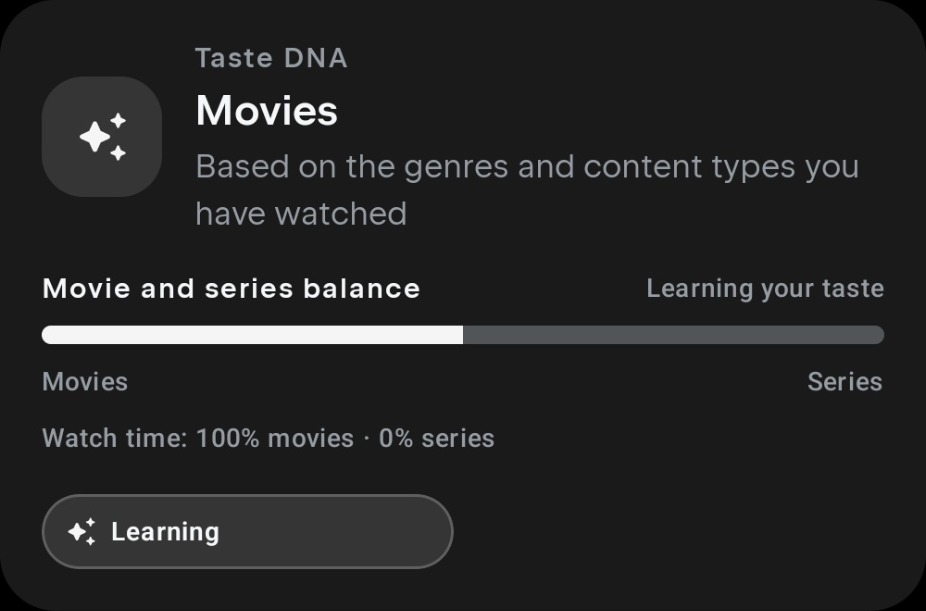 Taste DNA
Movies
Based on the genres and content types you
have watched
Movie and series balance
Learning your taste
Movies
Series
Watch time: 100% movies · 0% series
Learning